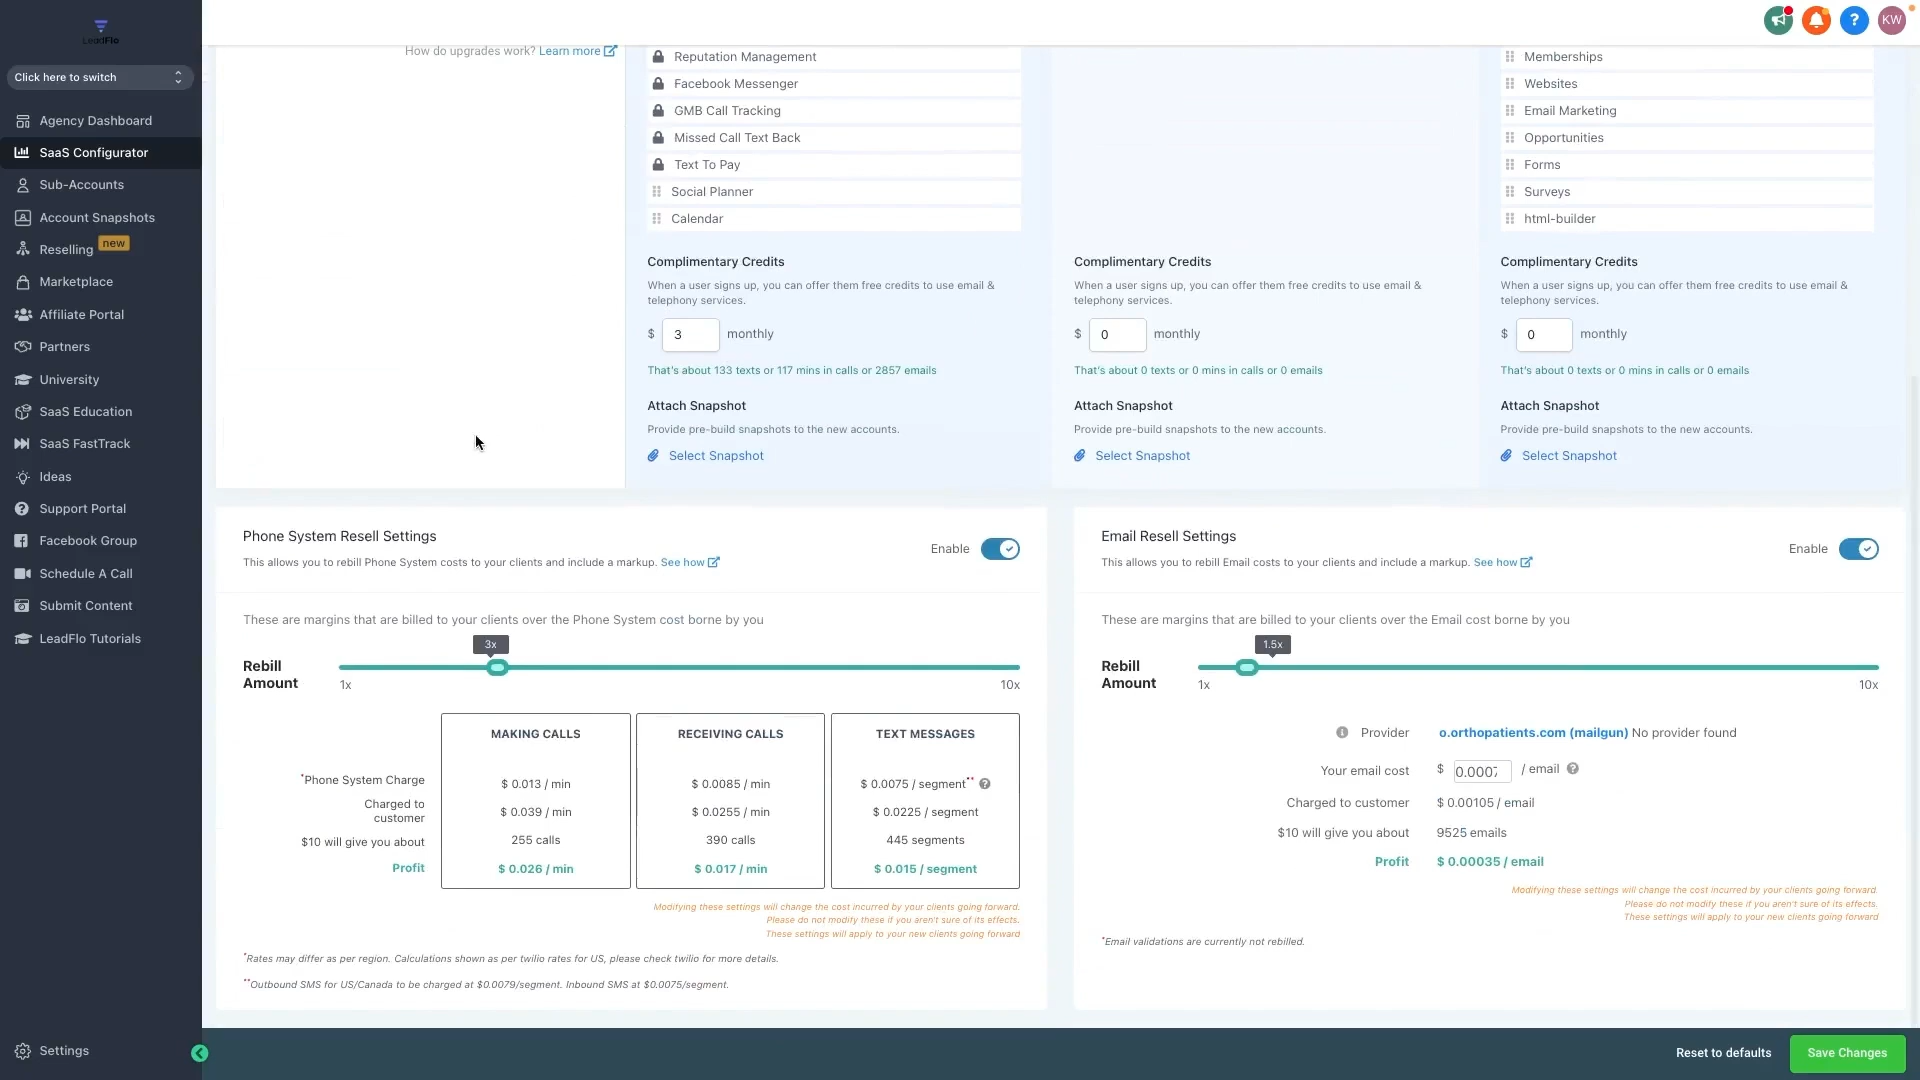 LeadFlo
Click here to switch
Agency Dashboard
SaaS Configurator
Sub-Accounts
Account Snapshots
Reselling new
Marketplace
Affiliate Portal
Partners
University
SaaS Education
SaaS FastTrack
Ideas
Support Portal
Facebook Group
Schedule A Call
Submit Content
LeadFlo Tutorials
Settings
?
KW
How do upgrades work? Learn more
Reputation Management
Facebook Messenger
GMB Call Tracking
Missed Call Text Back
Text To Pay
Social Planner
Calendar
Complimentary Credits
When a user signs up, you can offer them free credits to use email &
telephony services.
$ 3 monthly
That's about 133 texts or 117 mins in calls or 2857 emails
Attach Snapshot
Provide pre-build snapshots to the new accounts.
Select Snapshot
Complimentary Credits
When a user signs up, you can offer them free credits to use email &
telephony services.
$ 0 monthly
That's about 0 texts or 0 mins in calls or 0 emails
Attach Snapshot
Provide pre-build snapshots to the new accounts.
Select Snapshot
Memberships
Websites
Email Marketing
Opportunities
Forms
Surveys
html-builder
Complimentary Credits
When a user signs up, you can offer them free credits to use email &
telephony services.
$ 0 monthly
That's about 0 texts or 0 mins in calls or 0 emails
Attach Snapshot
Provide pre-build snapshots to the new accounts.
Select Snapshot
Phone System Resell Settings
This allows you to rebill Phone System costs to your clients and include a markup. See how
Enable
These are margins that are billed to your clients over the Phone System cost borne by you
3x
Rebill
Amount
1x 10x
MAKING CALLS RECEIVING CALLS TEXT MESSAGES
*Phone System Charge $ 0.013 / min $ 0.0085 / min $ 0.0075 / segment** ?
Charged to
customer $ 0.039 / min $ 0.0255 / min $ 0.0225 / segment
$10 will give you about 255 calls 390 calls 445 segments
Profit $ 0.026 / min $ 0.017 / min $ 0.015 / segment
Modifying these settings will change the cost incurred by your clients going forward.
Please do not modify these if you aren't sure of its effects.
These settings will apply to your new clients going forward
*Rates may differ as per region. Calculations shown as per twilio rates for US, please check twilio for more details.
**Outbound SMS for US/Canada to be charged at $0.0079/segment. Inbound SMS at $0.0075/segment.
Email Resell Settings
This allows you to rebill Email costs to your clients and include a markup. See how
Enable
These are margins that are billed to your clients over the Email cost borne by you
1.5x
Rebill
Amount
1x 10x
Provider o.orthopatients.com (mailgun) No provider found
Your email cost $ 0.0007 / email ?
Charged to customer $ 0.00105 / email
$10 will give you about 9525 emails
Profit $ 0.00035 / email
Modifying these settings will change the cost incurred by your clients going forward.
Please do not modify these if you aren't sure of its effects.
These settings will apply to your new clients going forward
*Email validations are currently not rebilled.
Reset to defaults
Save Changes